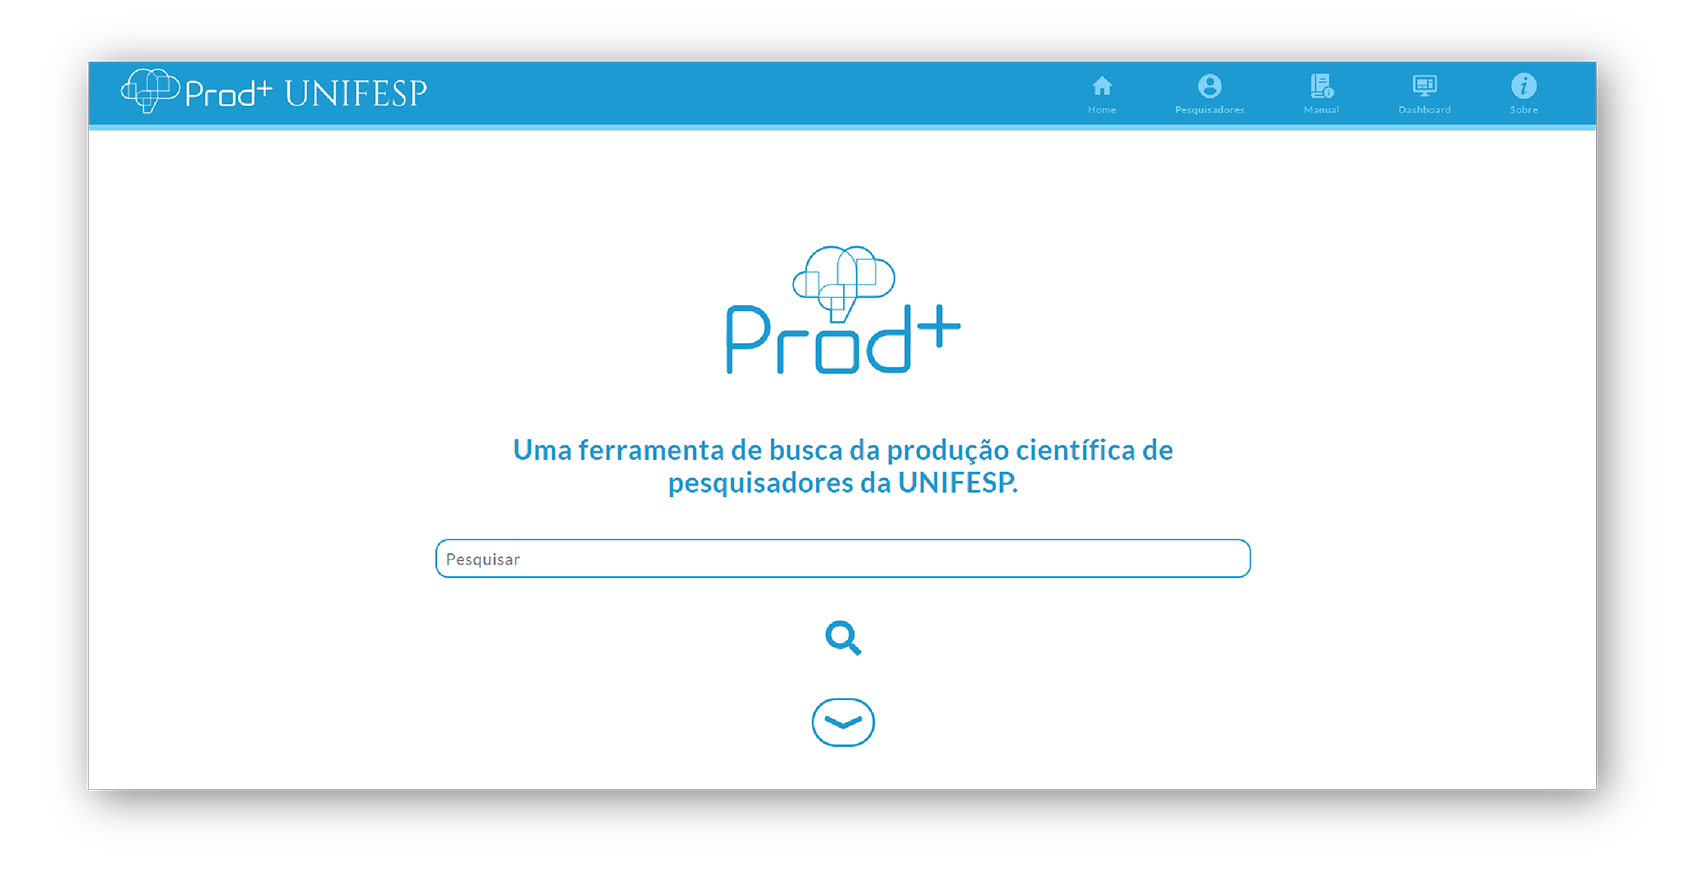 Prod+ UNIFESP
Home
Pesquisadores
Manual
Dashboard
Sobre
Prod+
Uma ferramenta de busca da produção científica de
pesquisadores da UNIFESP.
Pesquisar